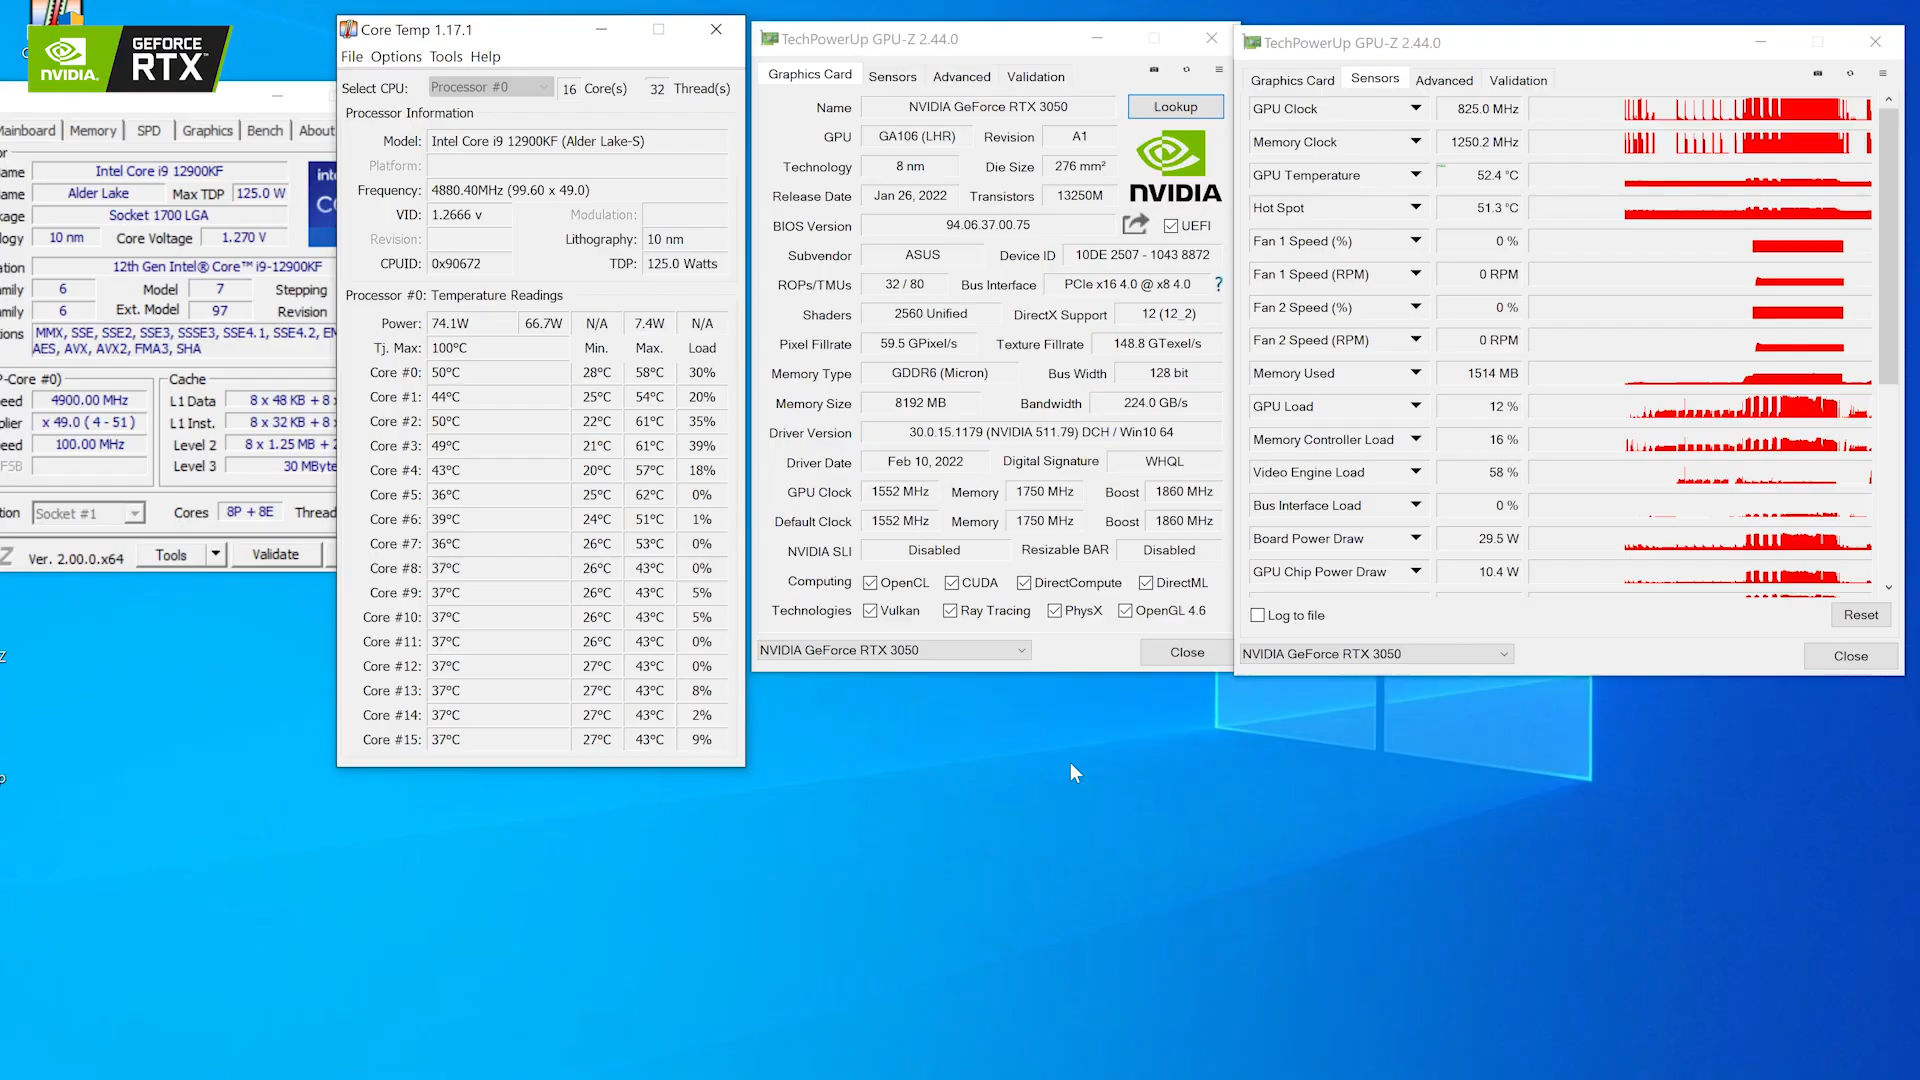 NVIDIA.
GEFORCE
RTX
Mainboard Memory SPD Graphics Bench About
Intel Core i9 12900KF
Alder Lake Max TDP 125.0 W
Socket 1700 LGA
10 nm Core Voltage 1.270 V
12th Gen Intel® Core™ i9-12900KF
6 Model 7 Stepping
6 Ext. Model 97 Revision
MMX, SSE, SSE2, SSE3, SSSE3, SSE4.1, SSE4.2, EM
AES, AVX, AVX2, FMA3, SHA
P-Core #0) Cache
4900.00 MHz L1 Data 8 x 48 KB + 8
x 49.0 ( 4 - 51 ) L1 Inst. 8 x 32 KB + 8
100.00 MHz Level 2 8 x 1.25 MB + 2
FSB Level 3 30 MByte
Socket #1 Cores 8P + 8E Thread
Z Ver. 2.00.0.x64 Tools Validate
Core Temp 1.17.1
File Options Tools Help
Select CPU: Processor #0 16 Core(s) 32 Thread(s)
Processor Information
Model: Intel Core i9 12900KF (Alder Lake-S)
Platform:
Frequency: 4880.40MHz (99.60 x 49.0)
VID: 1.2666 v Modulation:
Revision: Lithography: 10 nm
CPUID: 0x90672 TDP: 125.0 Watts
Processor #0: Temperature Readings
Power: 74.1W 66.7W N/A 7.4W N/A
Tj. Max: 100°C Min. Max. Load
Core #0: 50°C 28°C 58°C 30%
Core #1: 44°C 25°C 54°C 20%
Core #2: 50°C 22°C 61°C 35%
Core #3: 49°C 21°C 61°C 39%
Core #4: 43°C 20°C 57°C 18%
Core #5: 36°C 25°C 62°C 0%
Core #6: 39°C 24°C 51°C 1%
Core #7: 36°C 26°C 53°C 0%
Core #8: 37°C 26°C 43°C 0%
Core #9: 37°C 26°C 43°C 5%
Core #10: 37°C 26°C 43°C 5%
Core #11: 37°C 26°C 43°C 0%
Core #12: 37°C 27°C 43°C 0%
Core #13: 37°C 27°C 43°C 8%
Core #14: 37°C 27°C 43°C 2%
Core #15: 37°C 27°C 43°C 9%
TechPowerUp GPU-Z 2.44.0
Graphics Card Sensors Advanced Validation
Name NVIDIA GeForce RTX 3050 Lookup
GPU GA106 (LHR) Revision A1
Technology 8 nm Die Size 276 mm²
Release Date Jan 26, 2022 Transistors 13250M
NVIDIA
BIOS Version 94.06.37.00.75 UEFI
Subvendor ASUS Device ID 10DE 2507 - 1043 8872
ROPs/TMUs 32 / 80 Bus Interface PCIe x16 4.0 @ x8 4.0 ?
Shaders 2560 Unified DirectX Support 12 (12_2)
Pixel Fillrate 59.5 GPixel/s Texture Fillrate 148.8 GTexel/s
Memory Type GDDR6 (Micron) Bus Width 128 bit
Memory Size 8192 MB Bandwidth 224.0 GB/s
Driver Version 30.0.15.1179 (NVIDIA 511.79) DCH / Win10 64
Driver Date Feb 10, 2022 Digital Signature WHQL
GPU Clock 1552 MHz Memory 1750 MHz Boost 1860 MHz
Default Clock 1552 MHz Memory 1750 MHz Boost 1860 MHz
NVIDIA SLI Disabled Resizable BAR Disabled
Computing OpenCL CUDA DirectCompute DirectML
Technologies Vulkan Ray Tracing PhysX OpenGL 4.6
NVIDIA GeForce RTX 3050 Close
TechPowerUp GPU-Z 2.44.0
Graphics Card Sensors Advanced Validation
GPU Clock 825.0 MHz
Memory Clock 1250.2 MHz
GPU Temperature 52.4 °C
Hot Spot 51.3 °C
Fan 1 Speed (%) 0 %
Fan 1 Speed (RPM) 0 RPM
Fan 2 Speed (%) 0 %
Fan 2 Speed (RPM) 0 RPM
Memory Used 1514 MB
GPU Load 12 %
Memory Controller Load 16 %
Video Engine Load 58 %
Bus Interface Load 0 %
Board Power Draw 29.5 W
GPU Chip Power Draw 10.4 W
Log to file Reset
NVIDIA GeForce RTX 3050 Close